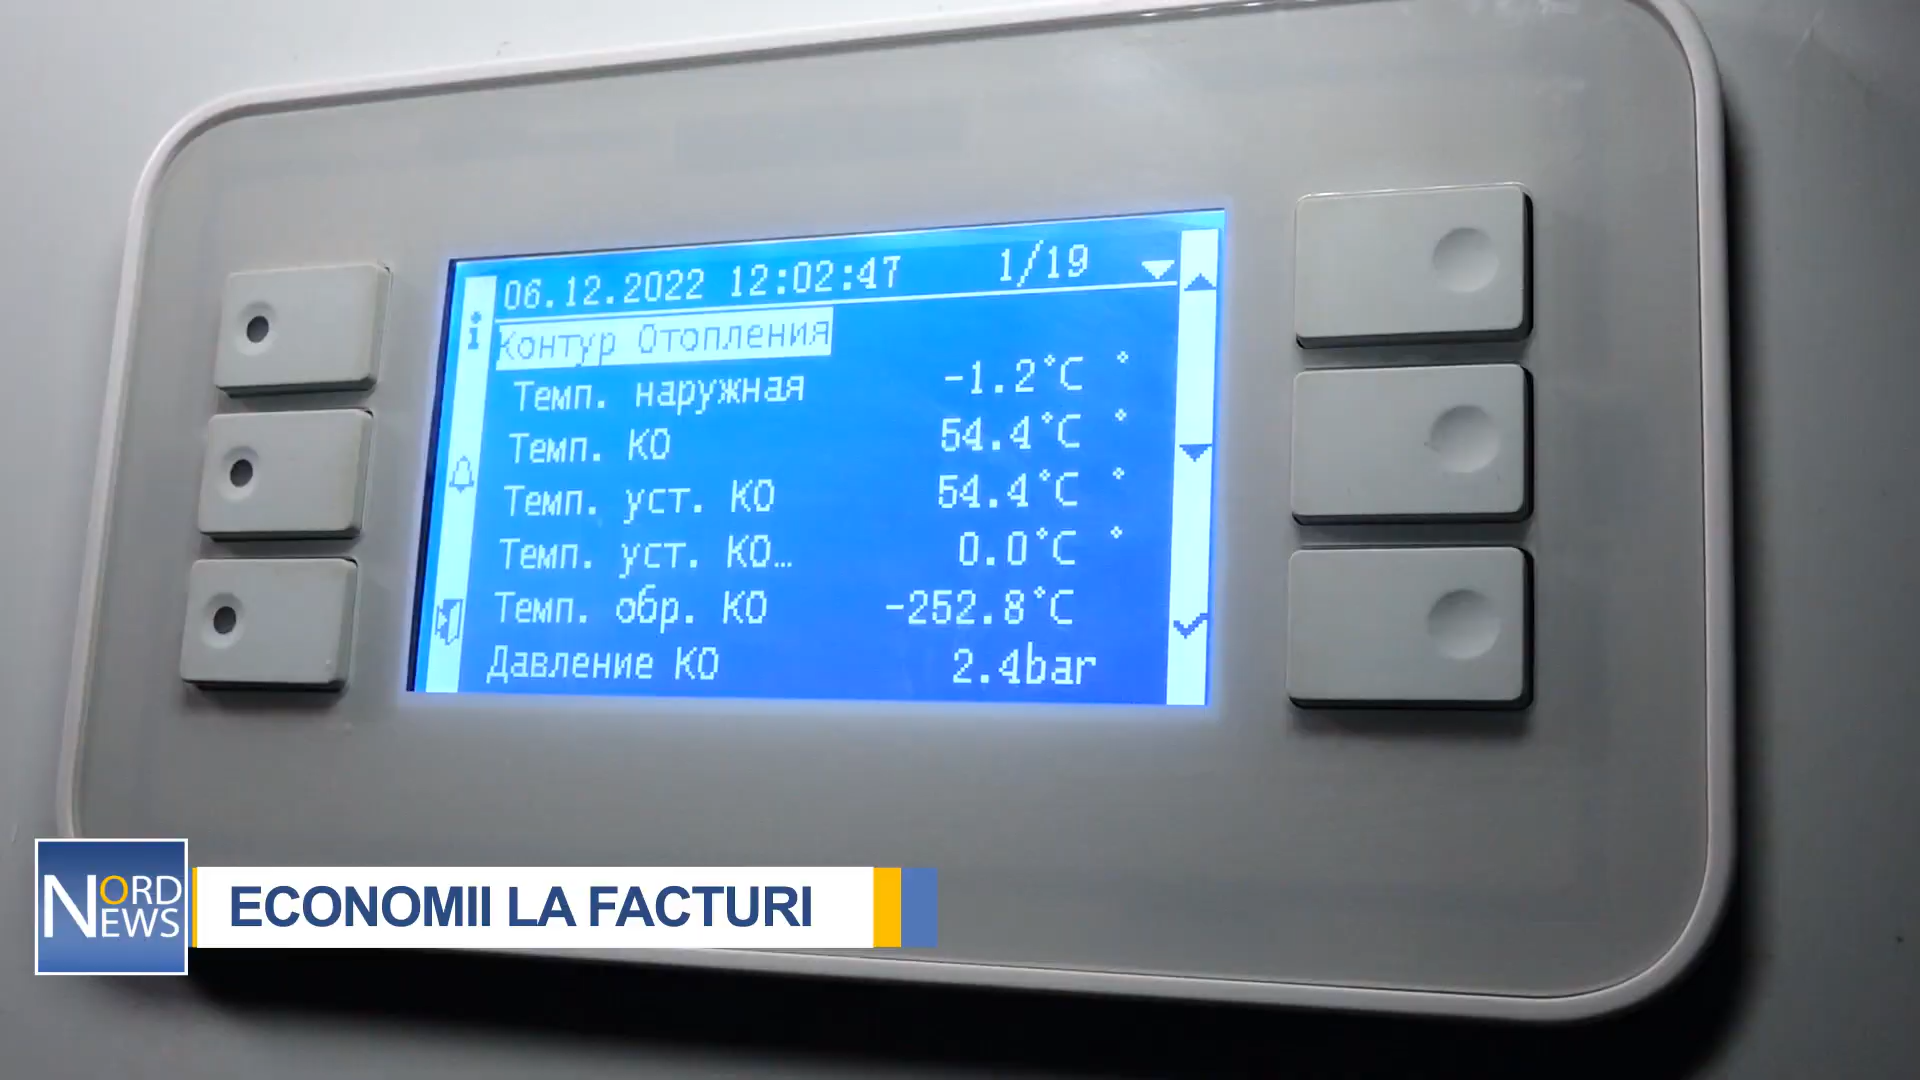 06.12.2022 12:02:47 1/19
Контур Отопления
Темп. наружная -1.2°C °
Темп. КО 54.4°C °
Темп. уст. КО 54.4°C °
Темп. уст. КО… 0.0°C °
Темп. обр. КО -252.8°C
Давление КО 2.4bar
NORD
NEWS
ECONOMII LA FACTURI